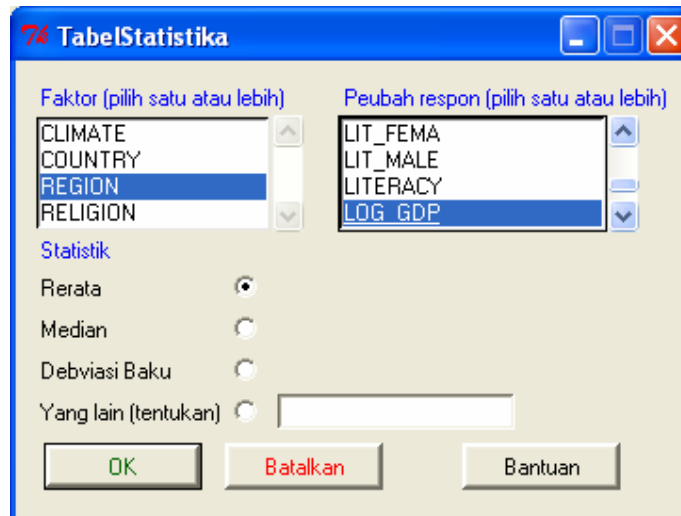 TabelStatistika
Faktor (pilih satu atau lebih)
Peubah respon (pilih satu atau lebih)
CLIMATE
COUNTRY
REGION
RELIGION
LIT_FEMA
LIT_MALE
LITERACY
LOG_GDP
Statistik
Rerata
Median
Debviasi Baku
Yang lain (tentukan)
OK
Batalkan
Bantuan